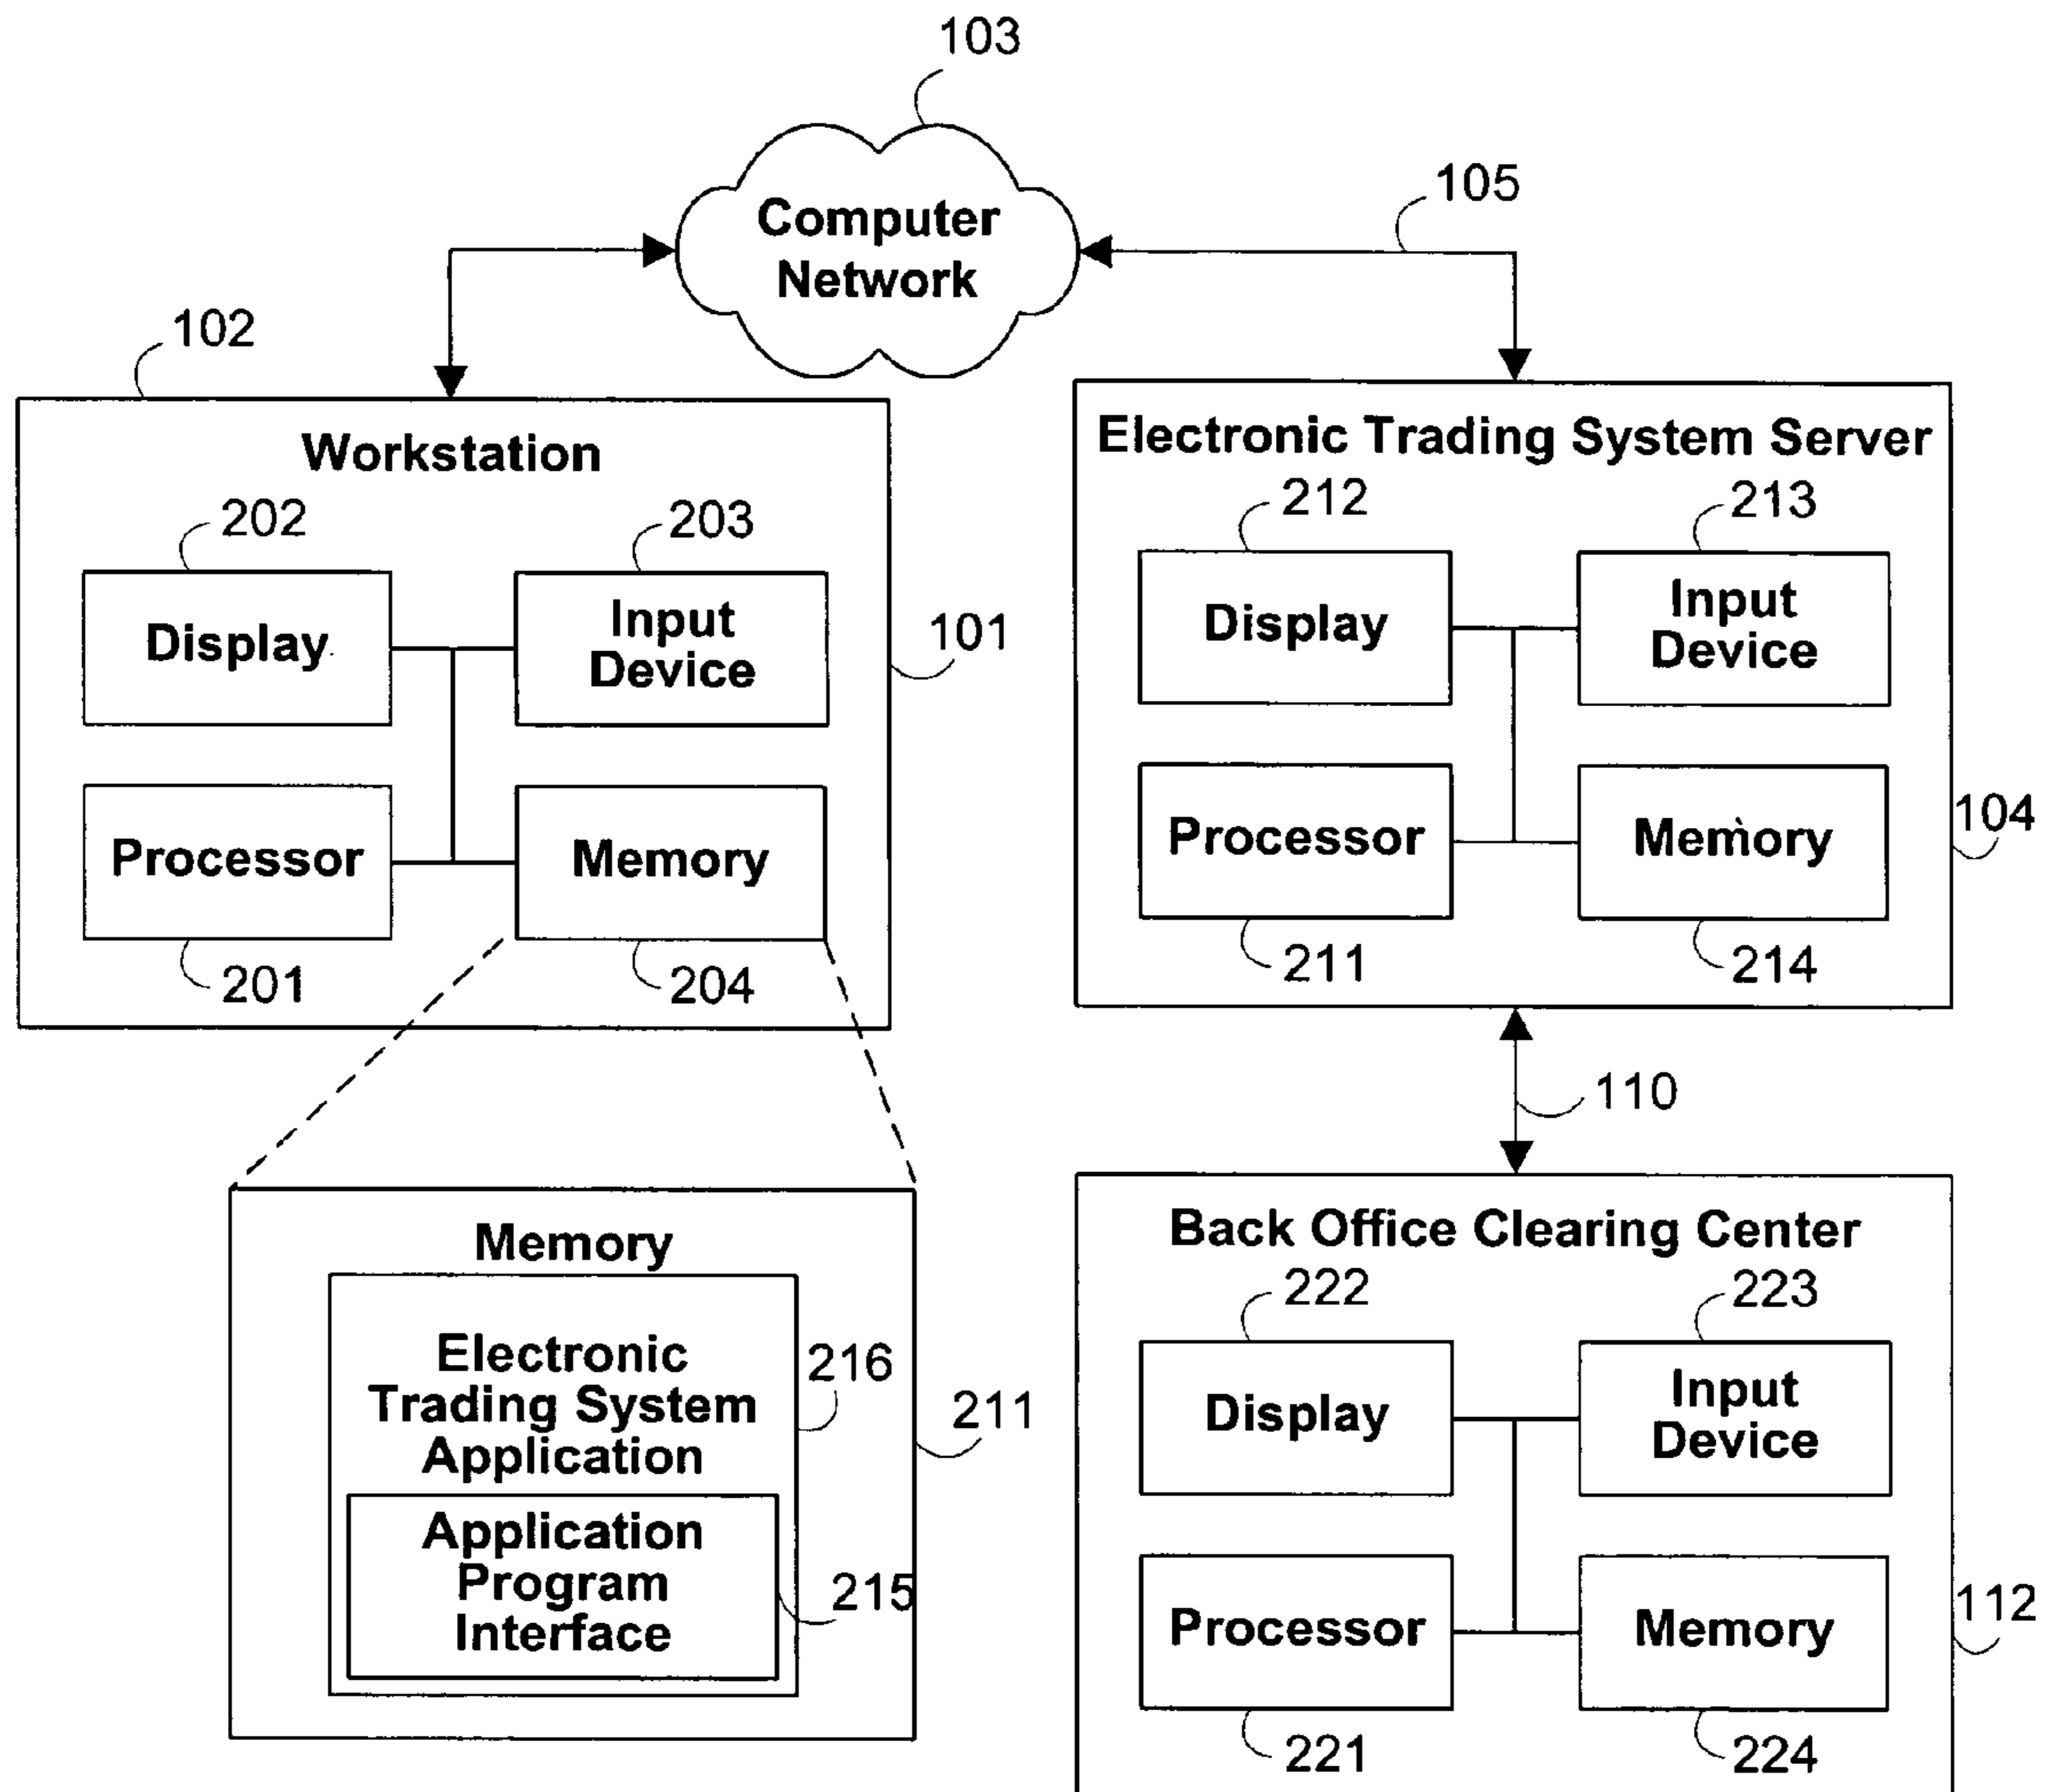 103
Computer
Network
105
102
Workstation
202
203
Display
Input
Device
101
Processor
Memory
201
204
Electronic Trading System Server
212
213
Display
Input
Device
Processor
Memory
104
211
214
110
Memory
Electronic
Trading System
Application
216
211
Application
Program
Interface
215
Back Office Clearing Center
222
223
Display
Input
Device
Processor
Memory
112
221
224